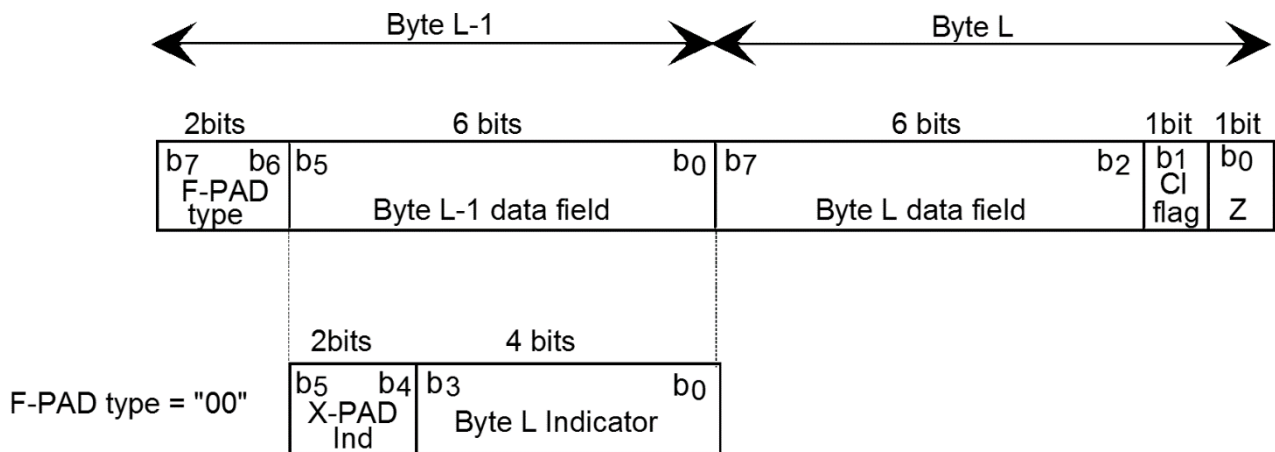 Byte L-1 Byte L
2bits 6 bits 6 bits 1bit 1bit
b7 b6 b5 b0 b7 b2 b1 b0
F-PAD CI
type Byte L-1 data field Byte L data field flag Z
2bits 4 bits
b5 b4 b3 b0
F-PAD type = "00" X-PAD Byte L Indicator
Ind